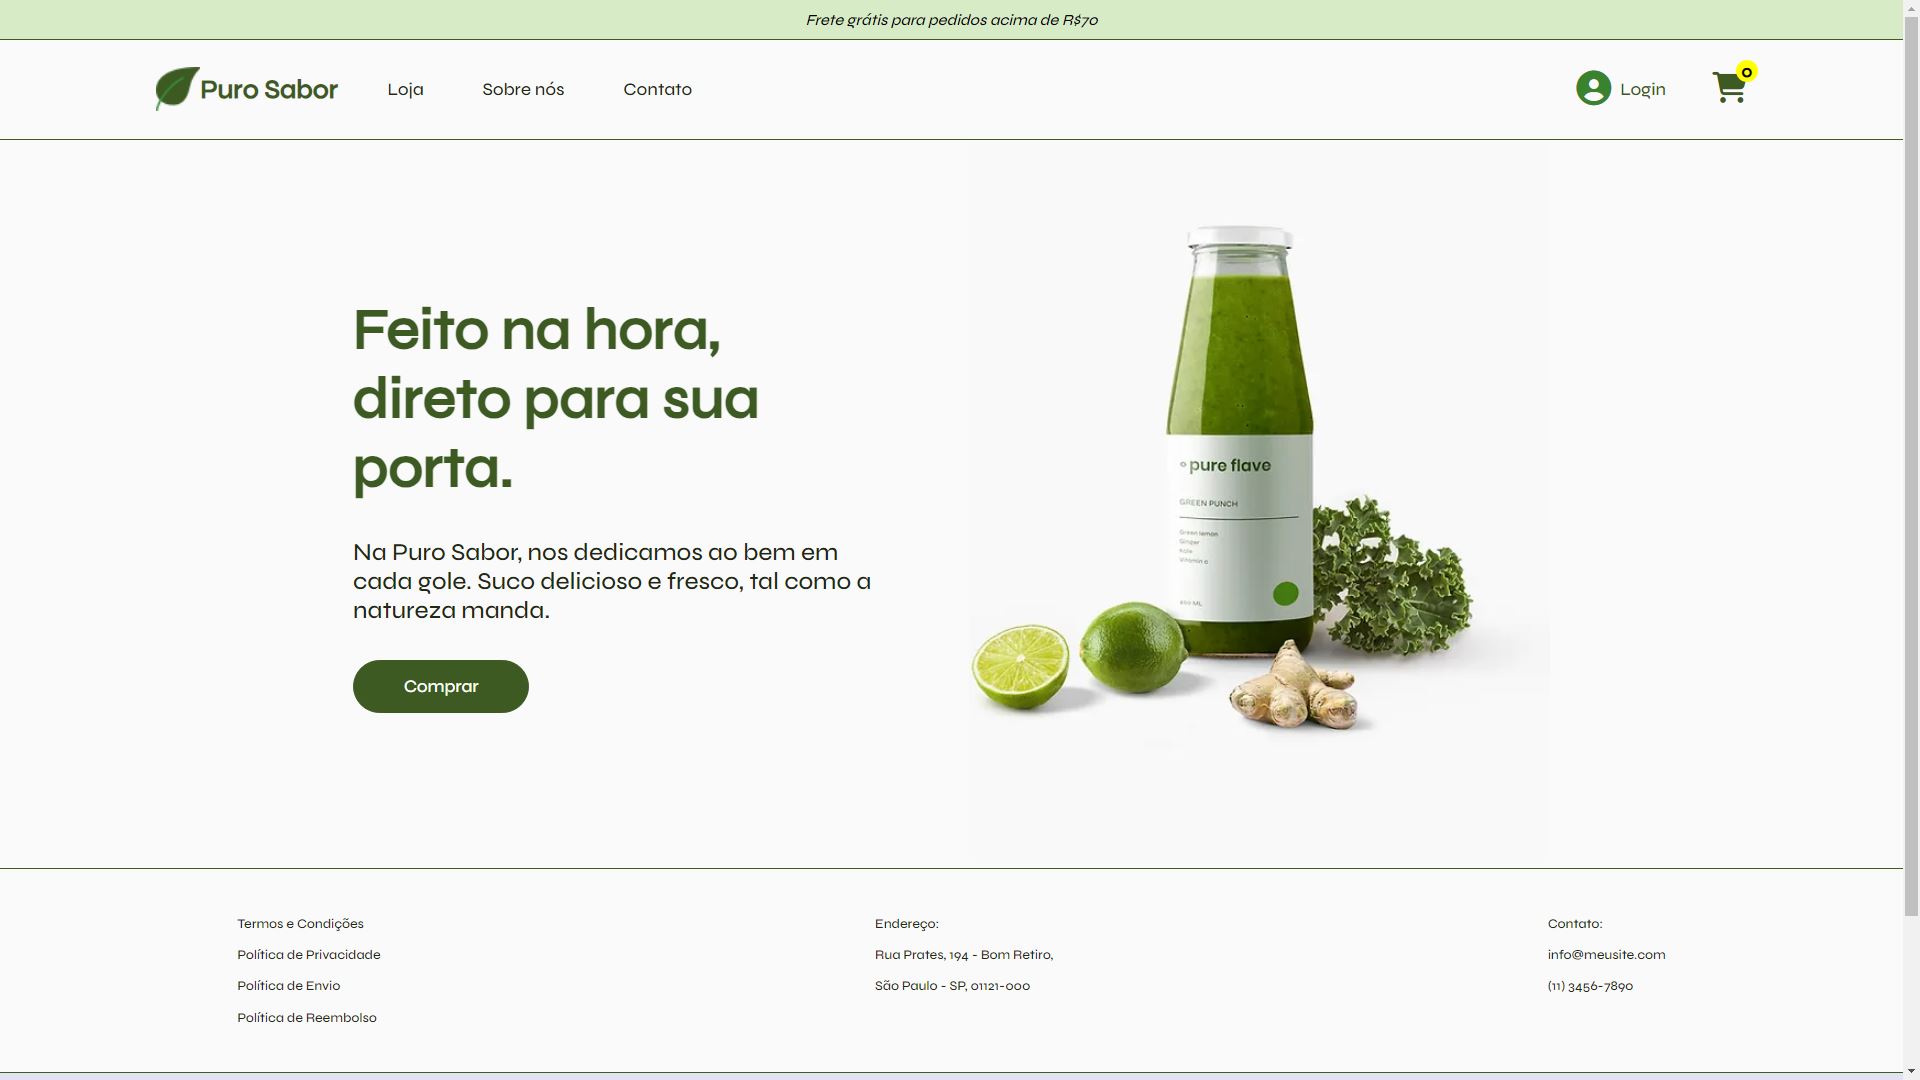 Frete grátis para pedidos acima de R$70
Puro Sabor
Loja
Sobre nós
Contato
Login
0
Feito na hora,
direto para sua
porta.
Na Puro Sabor, nos dedicamos ao bem em
cada gole. Suco delicioso e fresco, tal como a
natureza manda.
Comprar
pure flave
GREEN PUNCH
Green lemon
Ginger
Kale
Vitamin c
Termos e Condições
Política de Privacidade
Política de Envio
Política de Reembolso
Endereço:
Rua Prates, 194 - Bom Retiro,
São Paulo - SP, 01121-000
Contato:
info@meusite.com
(11) 3456-7890